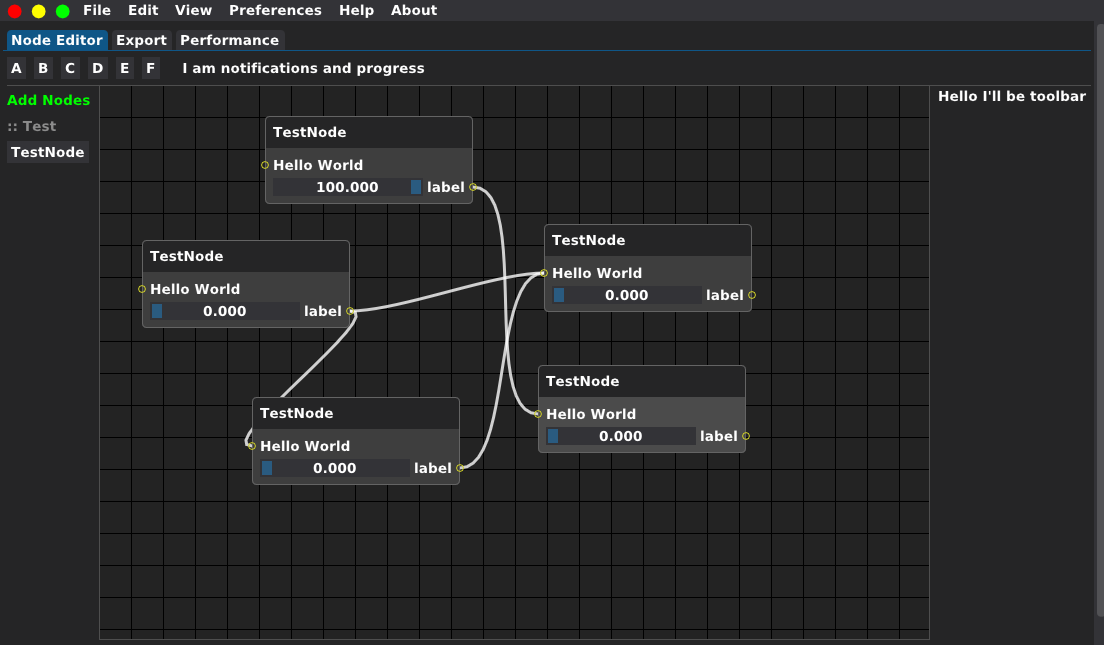 File Edit View Preferences Help About
Node Editor Export Performance
A B C D E F I am notifications and progress
Add Nodes
:: Test
TestNode
TestNode
Hello World
100.000 label
TestNode
Hello World
0.000 label
TestNode
Hello World
0.000 label
TestNode
Hello World
0.000 label
TestNode
Hello World
0.000 label
Hello I'll be toolbar